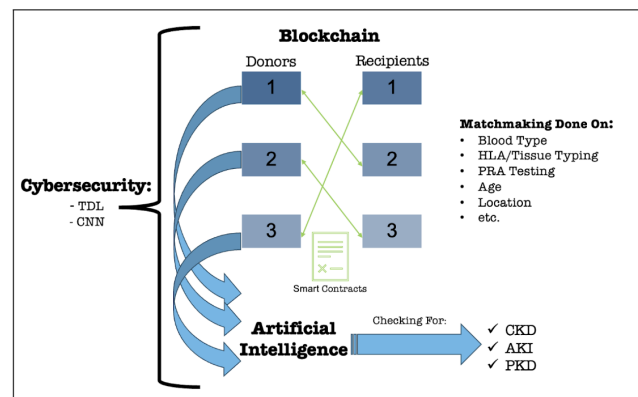 Blockchain
Donors
Recipients
1
1
2
2
3
3
Smart Contracts
Cybersecurity:
- TDL
- CNN
Matchmaking Done On:
• Blood Type
• HLA/Tissue Typing
• PRA Testing
• Age
• Location
• etc.
Artificial
Intelligence
Checking For:
✓ CKD
✓ AKI
✓ PKD